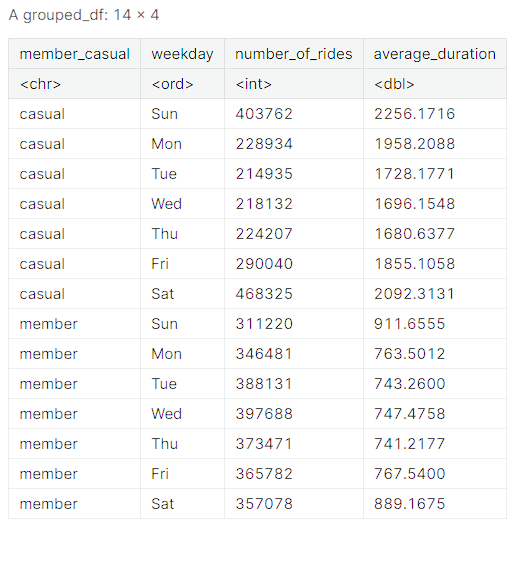 A grouped_df: 14 × 4
member_casual weekday number_of_rides average_duration
<chr> <ord> <int> <dbl>
casual Sun 403762 2256.1716
casual Mon 228934 1958.2088
casual Tue 214935 1728.1771
casual Wed 218132 1696.1548
casual Thu 224207 1680.6377
casual Fri 290040 1855.1058
casual Sat 468325 2092.3131
member Sun 311220 911.6555
member Mon 346481 763.5012
member Tue 388131 743.2600
member Wed 397688 747.4758
member Thu 373471 741.2177
member Fri 365782 767.5400
member Sat 357078 889.1675